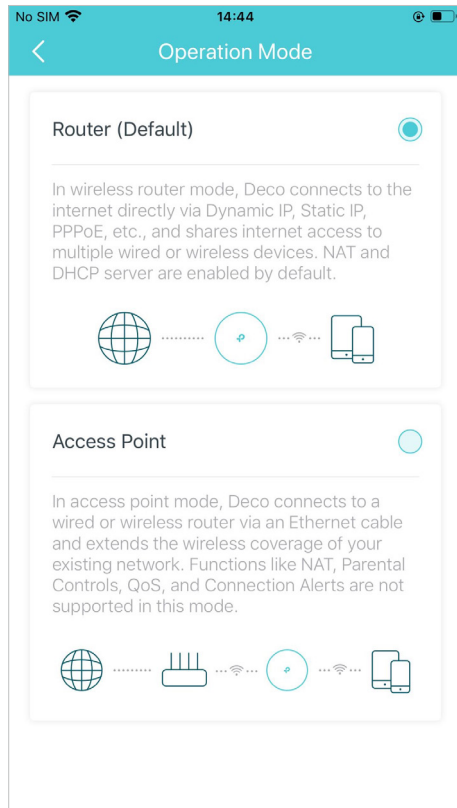 No SIM 14:44
Operation Mode
Router (Default)
In wireless router mode, Deco connects to the
internet directly via Dynamic IP, Static IP,
PPPoE, etc., and shares internet access to
multiple wired or wireless devices. NAT and
DHCP server are enabled by default.
Access Point
In access point mode, Deco connects to a
wired or wireless router via an Ethernet cable
and extends the wireless coverage of your
existing network. Functions like NAT, Parental
Controls, QoS, and Connection Alerts are not
supported in this mode.